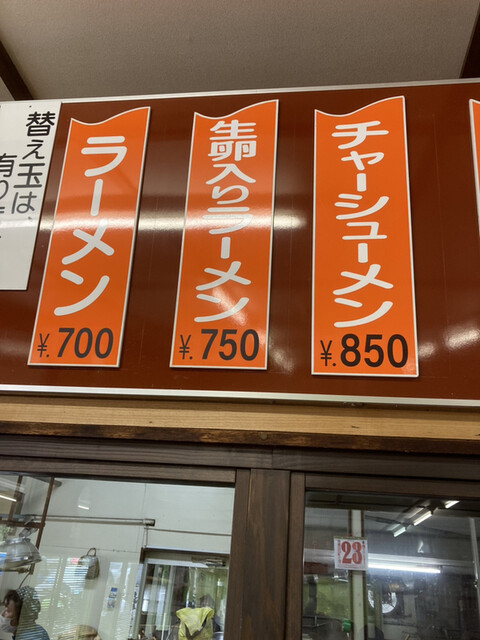 替え玉は、
ラーメン
¥.700
生卵入りラーメン
¥.750
チャーシューメン
¥.850
23